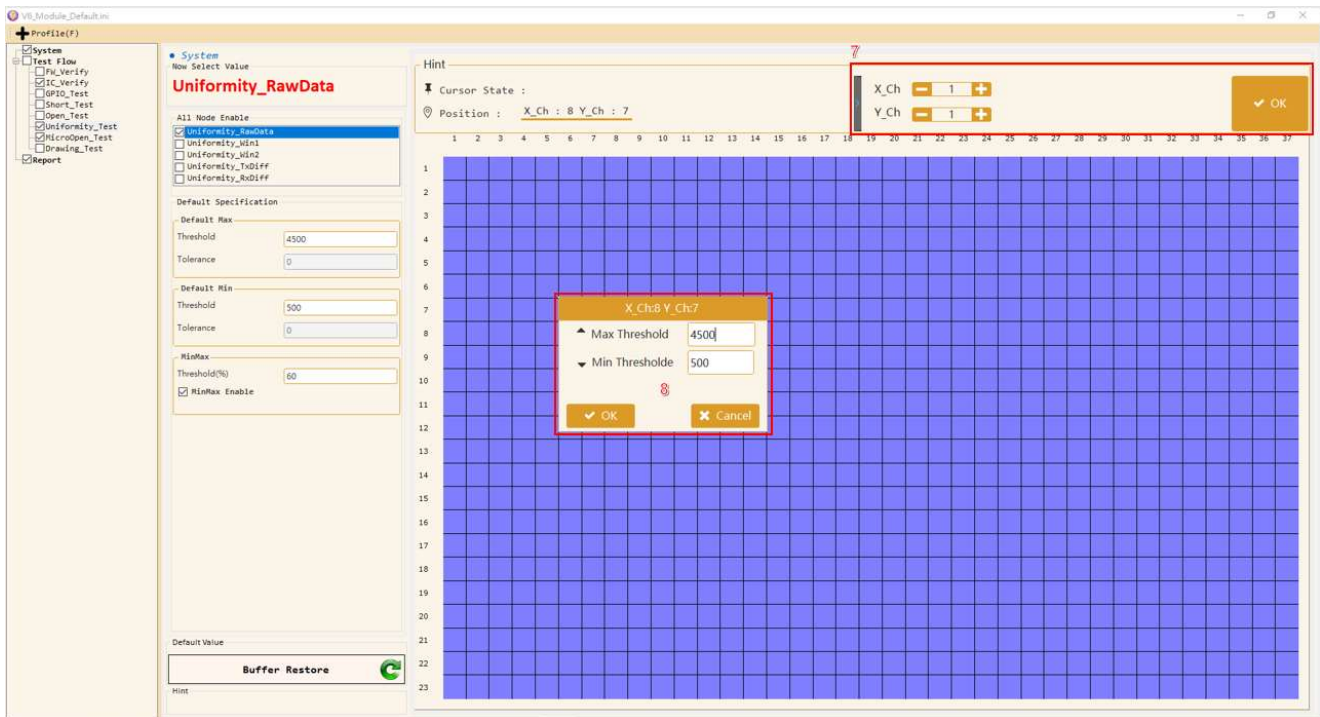 V8_Module_Default.ini
Profile(F)
System
Test Flow
FW_Verify
IC_Verify
GPIO_Test
Short_Test
Open_Test
Uniformity_Test
MicroOpen_Test
Drawing_Test
Report
System
Now Select Value
Uniformity_RawData
All Node Enable
Uniformity_RawData
Uniformity_Win1
Uniformity_Win2
Uniformity_TxDiff
Uniformity_RxDiff
Default Specification
Default Max
Threshold 4500
Tolerance 0
Default Min
Threshold 500
Tolerance 0
MinMax
Threshold(%) 60
MinMax Enable
Default Value
Buffer Restore
Hint
Hint
Cursor State :
Position : X_Ch : 8 Y_Ch : 7
7
X_Ch 1
Y_Ch 1
OK
1 2 3 4 5 6 7 8 9 10 11 12 13 14 15 16 17 18 19 20 21 22 23 24 25 26 27 28 29 30 31 32 33 34 35 36 37
1
2
3
4
5
6
7
8
9
10
11
12
13
14
15
16
17
18
19
20
21
22
23
X_Ch:8 Y_Ch:7
Max Threshold 4500
Min Thresholde 500
8
OK Cancel